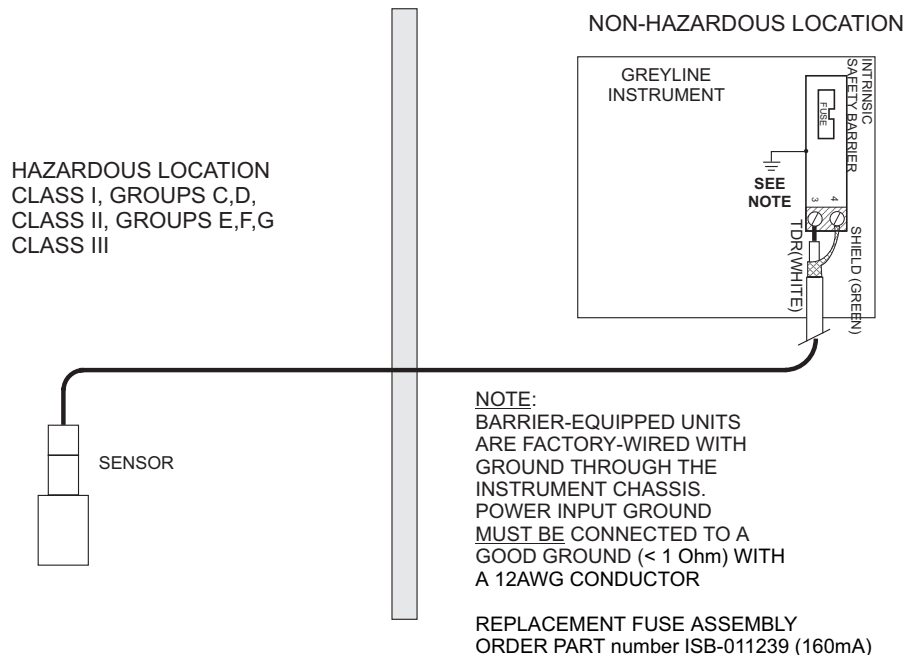 NON-HAZARDOUS LOCATION
GREYLINE
INSTRUMENT
INTRINSIC
SAFETY BARRIER
FUSE
SEE
NOTE
3 4
TDR(WHITE)
SHIELD (GREEN)
HAZARDOUS LOCATION
CLASS I, GROUPS C,D,
CLASS II, GROUPS E,F,G
CLASS III
SENSOR
NOTE:
BARRIER-EQUIPPED UNITS
ARE FACTORY-WIRED WITH
GROUND THROUGH THE
INSTRUMENT CHASSIS.
POWER INPUT GROUND
MUST BE CONNECTED TO A
GOOD GROUND (< 1 Ohm) WITH
A 12AWG CONDUCTOR
REPLACEMENT FUSE ASSEMBLY
ORDER PART number ISB-011239 (160mA)